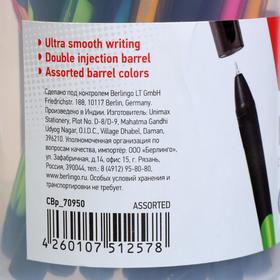 Ultra smooth writing
Double injection barrel
Assorted barrel colors
Сделано под контролем Berlingo LT GmbH
Friedrichstr. 188, 10117 Berlin, Germany.
Произведено в Индии. Изготовитель: Unimax
Stationery, Plot No. D-8/D-9, Mahatma Gandhi
Udyog Nagar, O.I.D.C., Village Dhabel, Daman,
396210. Уполномоченная организация по
вопросам качества, импортёр: ООО «Берлинго».
ул. Зафабричная, д.14, офис 15, г. Рязань,
Россия, 390044, тел.: 8 (4912) 95-80-80,
www.berlingo.ru. Особых условий хранения и
транспортировки не требует.
CBp_70950 ASSORTED
4 260107 512578